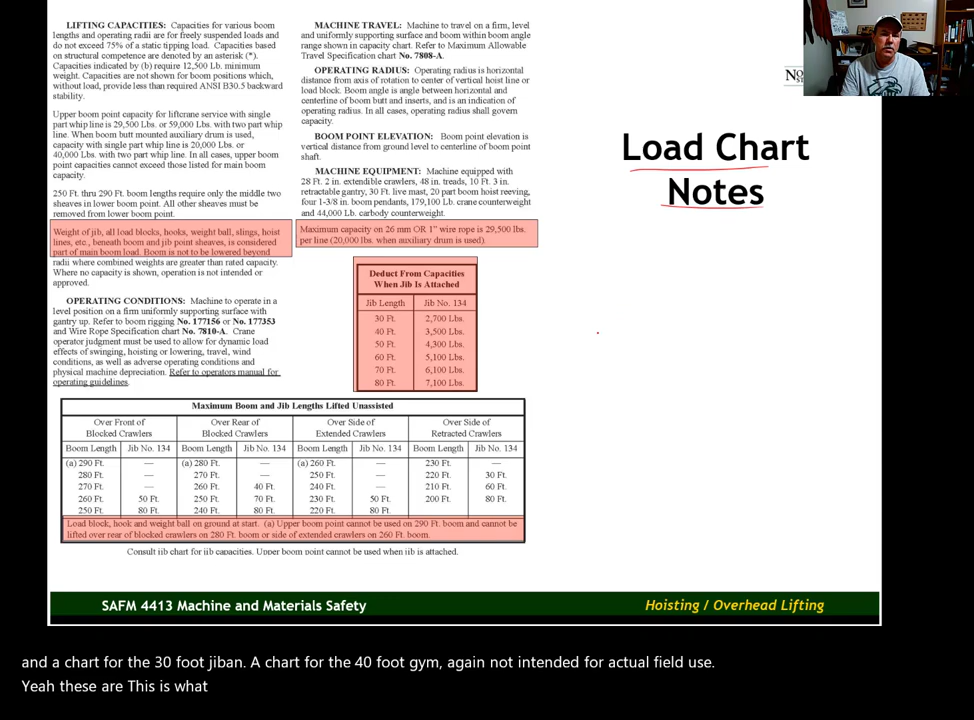 LIFTING CAPACITIES: Capacities for various boom
lengths and operating radii are for freely suspended loads and
do not exceed 75% of a static tipping load. Capacities based
on structural competence are denoted by an asterisk (*).
Capacities indicated by (b) require 12,500 Lb. minimum
weight. Capacities are not shown for boom positions which,
without load, provide less than required ANSI B30.5 backward
stability.
Upper boom point capacity for liftcrane service with single
part whip line is 29,500 Lbs. or 59,000 Lbs. with two part whip
line. When boom butt mounted auxiliary drum is used,
capacity with single part whip line is 20,000 Lbs. or
40,000 Lbs. with two part whip line. In all cases, upper boom
point capacities cannot exceed those listed for main boom
capacity.
250 Ft. thru 290 Ft. boom lengths require only the middle two
sheaves in lower boom point. All other sheaves must be
removed from lower boom point.
Weight of jib, all load blocks, hooks, weight ball, slings, hoist
lines, etc., beneath boom and jib point sheaves, is considered
part of main boom load. Boom is not to be lowered beyond
radii where combined weights are greater than rated capacity.
Where no capacity is shown, operation is not intended or
approved.
OPERATING CONDITIONS: Machine to operate in a
level position on a firm uniformly supporting surface with
gantry up. Refer to boom rigging No. 177156 or No. 177353
and Wire Rope Specification chart No. 7810-A. Crane
operator judgment must be used to allow for dynamic load
effects of swinging, hoisting or lowering, travel, wind
conditions, as well as adverse operating conditions and
physical machine depreciation. Refer to operators manual for
operating guidelines.
MACHINE TRAVEL: Machine to travel on a firm, level
and uniformly supporting surface and boom within boom angle
range shown in capacity chart. Refer to Maximum Allowable
Travel Specification chart No. 7808-A.
OPERATING RADIUS: Operating radius is horizontal
distance from axis of rotation to center of vertical hoist line or
load block. Boom angle is angle between horizontal and
centerline of boom butt and inserts, and is an indication of
operating radius. In all cases, operating radius shall govern
capacity.
BOOM POINT ELEVATION: Boom point elevation is
vertical distance from ground level to centerline of boom point
shaft.
MACHINE EQUIPMENT: Machine equipped with
28 Ft. 2 in. extendible crawlers, 48 in. treads, 10 Ft. 3 in.
retractable gantry, 30 Ft. live mast, 20 part boom hoist reeving,
four 1-3/8 in. boom pendants, 179,100 Lb. crane counterweight
and 44,000 Lb. carbody counterweight.
Maximum capacity on 26 mm OR 1" wire rope is 29,500 lbs.
per line (20,000 lbs. when auxiliary drum is used).
Deduct From Capacities
When Jib Is Attached
Jib Length Jib No. 134
30 Ft. 2,700 Lbs.
40 Ft. 3,500 Lbs.
50 Ft. 4,300 Lbs.
60 Ft. 5,100 Lbs.
70 Ft. 6,100 Lbs.
80 Ft. 7,100 Lbs.
Maximum Boom and Jib Lengths Lifted Unassisted
Over Front of Over Rear of Over Side of Over Side of
Blocked Crawlers Blocked Crawlers Extended Crawlers Retracted Crawlers
Boom Length Jib No. 134 Boom Length Jib No. 134 Boom Length Jib No. 134 Boom Length Jib No. 134
(a) 290 Ft. — (a) 280 Ft. — (a) 260 Ft. — 230 Ft. —
280 Ft. — 270 Ft. — 250 Ft. — 220 Ft. 30 Ft.
270 Ft. — 260 Ft. 40 Ft. 240 Ft. — 210 Ft. 60 Ft.
260 Ft. 50 Ft. 250 Ft. 70 Ft. 230 Ft. 50 Ft. 200 Ft. 80 Ft.
250 Ft. 80 Ft. 240 Ft. 80 Ft. 220 Ft. 80 Ft.
Load block, hook and weight ball on ground at start. (a) Upper boom point cannot be used on 290 Ft. boom and cannot be
lifted over rear of blocked crawlers on 280 Ft. boom or side of extended crawlers on 260 Ft. boom.
Consult jib chart for jib capacities. Upper boom point cannot be used when jib is attached.
Load Chart
Notes
SAFM 4413 Machine and Materials Safety
Hoisting / Overhead Lifting
and a chart for the 30 foot jiban. A chart for the 40 foot gym, again not intended for actual field use.
Yeah these are This is what